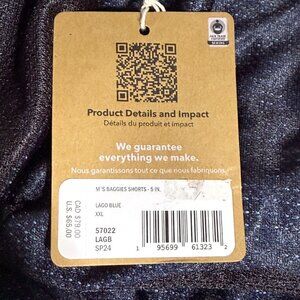 FAIR TRADE
CERTIFIED
SEWING
Product Details and Impact
Détails du produit et impact
We guarantee
everything we make.
Nous garantissons tout ce que nous fabriquons.
M'S BAGGIES SHORTS - 5 IN.
LAGO BLUE
XXL
57022
LAGB
SP24
CAD $79.00
U.S. $65.00
1 95699 61323 2